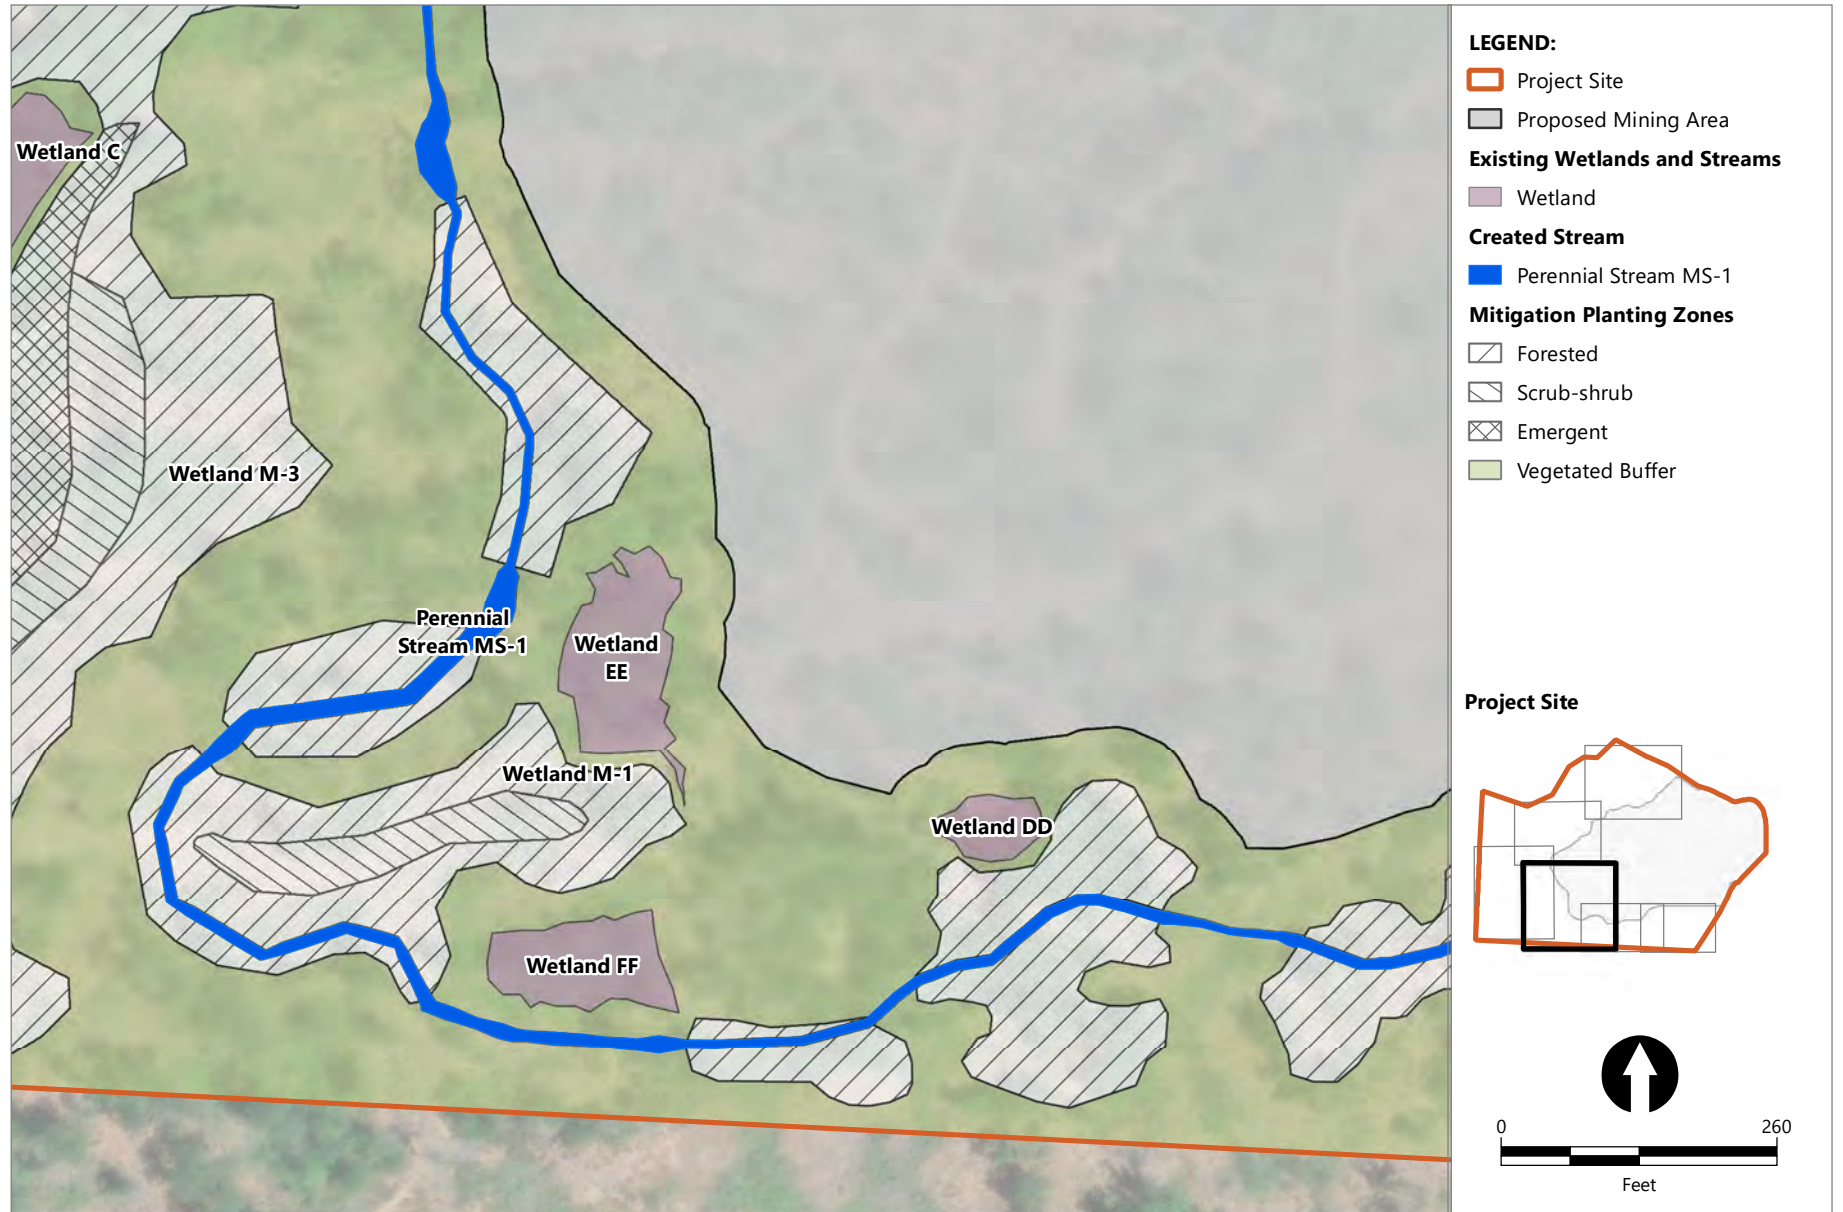 Wetland C
Wetland M-3
Perennial
Stream MS-1
Wetland
EE
Wetland M-1
Wetland DD
Wetland FF
LEGEND:
Project Site
Proposed Mining Area
Existing Wetlands and Streams
Wetland
Created Stream
Perennial Stream MS-1
Mitigation Planting Zones
Forested
Scrub-shrub
Emergent
Vegetated Buffer
Project Site
0 260
Feet